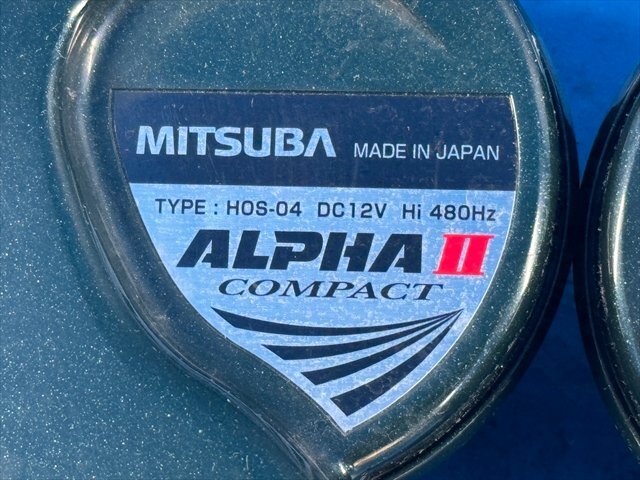 MITSUBA MADE IN JAPAN
TYPE : HOS-04 DC12V Hi 480Hz
ALPHA II
COMPACT